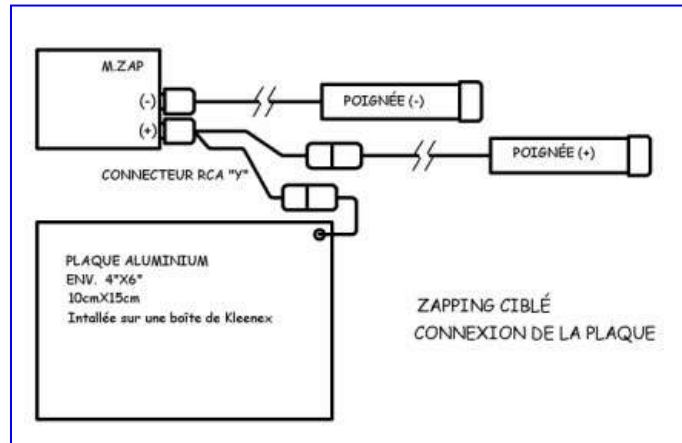 M.ZAP
(-)
POIGNÉE (-)
(+)
POIGNÉE (+)
CONNECTEUR RCA "Y"
PLAQUE ALUMINIUM
ENV. 4"X6"
10cmX15cm
Intallée sur une boîte de Kleenex
ZAPPING CIBLÉ
CONNEXION DE LA PLAQUE